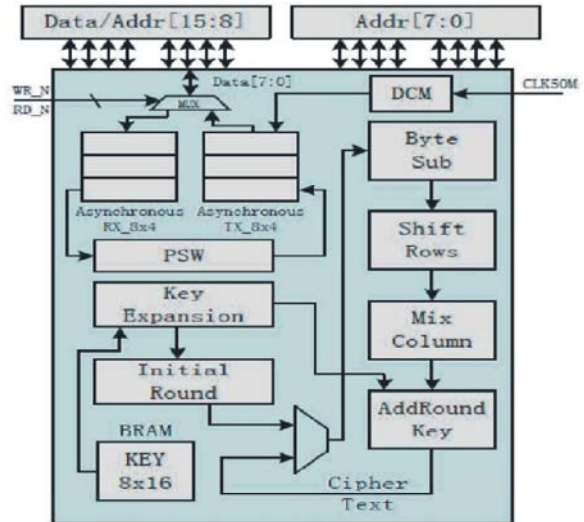 Data/Addr[15:8]
Addr[7:0]
Data[7:0]
WR_N
RD_N
MUX
DCM
CLK50M
Byte
Sub
Asynchronous
RX_8x4
Asynchronous
TX_8x4
Shift
Rows
PSW
Key
Expansion
Mix
Column
Initial
Round
AddRound
Key
BRAM
KEY
8x16
Cipher
Text